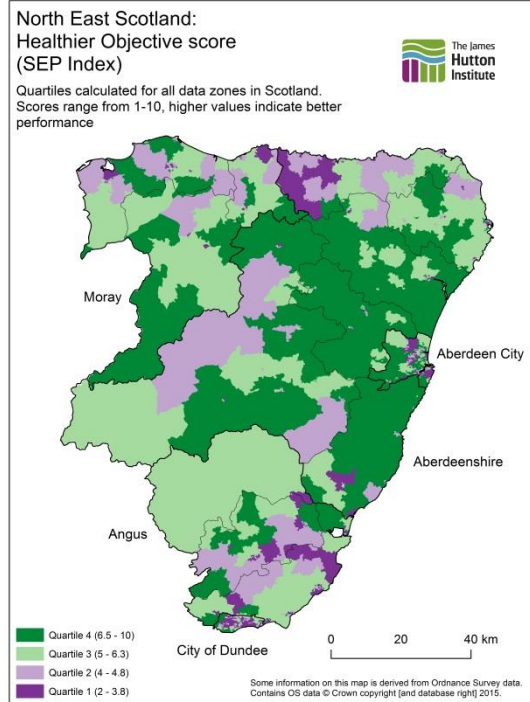 North East Scotland:
Healthier Objective score
(SEP Index)
The James
Hutton
Institute
Quartiles calculated for all data zones in Scotland.
Scores range from 1-10, higher values indicate better
performance
Moray
Aberdeen City
Aberdeenshire
Angus
City of Dundee
Quartile 4 (6.5 - 10)
Quartile 3 (5 - 6.3)
Quartile 2 (4 - 4.8)
Quartile 1 (2 - 3.8)
0 20 40 km
Some information on this map is derived from Ordnance Survey data.
Contains OS data © Crown copyright [and database right] 2015.